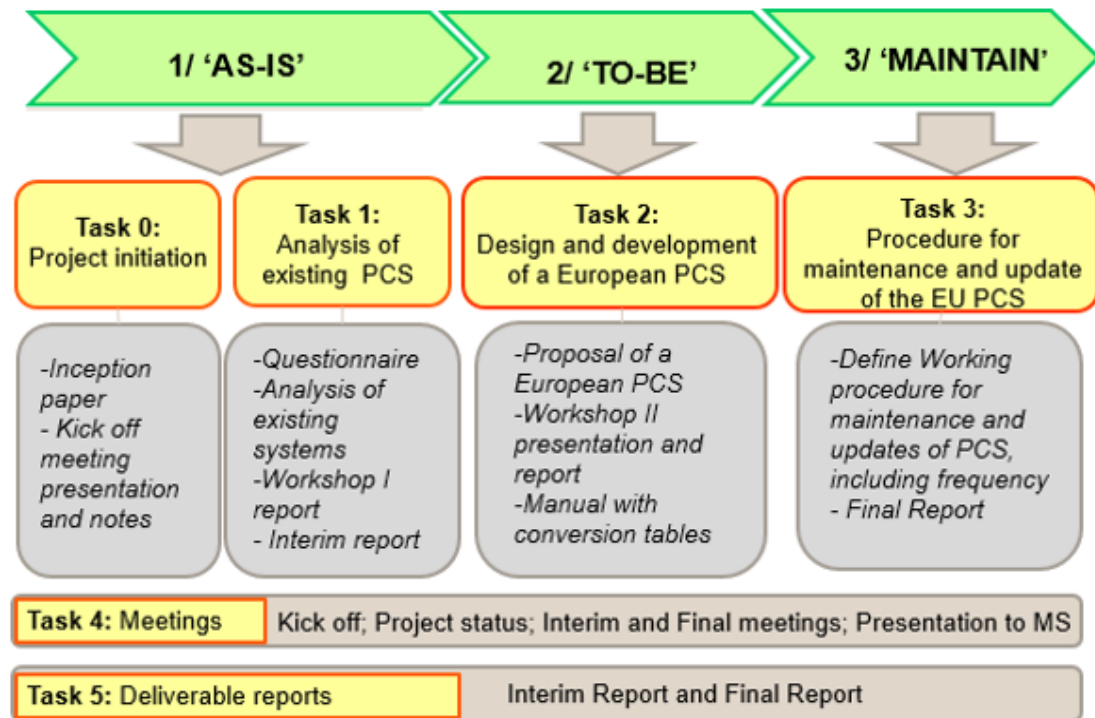 1/ ‘AS-IS’
2/ ‘TO-BE’
3/ ‘MAINTAIN’
Task 0:
Project initiation
Task 1:
Analysis of
existing PCS
Task 2:
Design and development
of a European PCS
Task 3:
Procedure for
maintenance and update
of the EU PCS
-Inception
paper
- Kick off
meeting
presentation
and notes
-Questionnaire
-Analysis of
existing
systems
-Workshop I
report
- Interim report
-Proposal of a
European PCS
-Workshop II
presentation and
report
-Manual with
conversion tables
-Define Working
procedure for
maintenance and
updates of PCS,
including frequency
- Final Report
Task 4: Meetings
Kick off; Project status; Interim and Final meetings; Presentation to MS
Task 5: Deliverable reports
Interim Report and Final Report